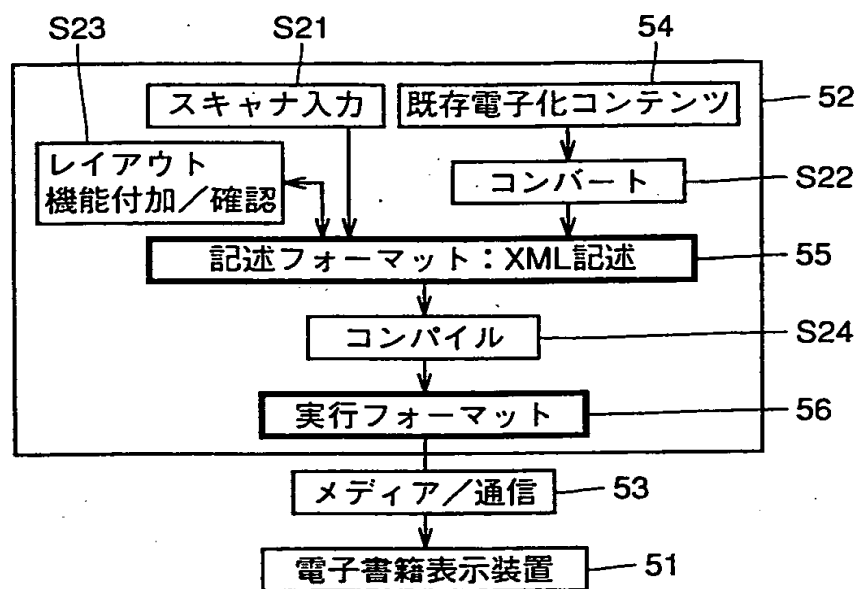 S23
S21
54
スキャナ入力
既存電子化コンテンツ
52
レイアウト
機能付加／確認
コンバート
S22
記述フォーマット：XML記述
55
コンパイル
S24
実行フォーマット
56
メディア／通信
53
電子書籍表示装置
51